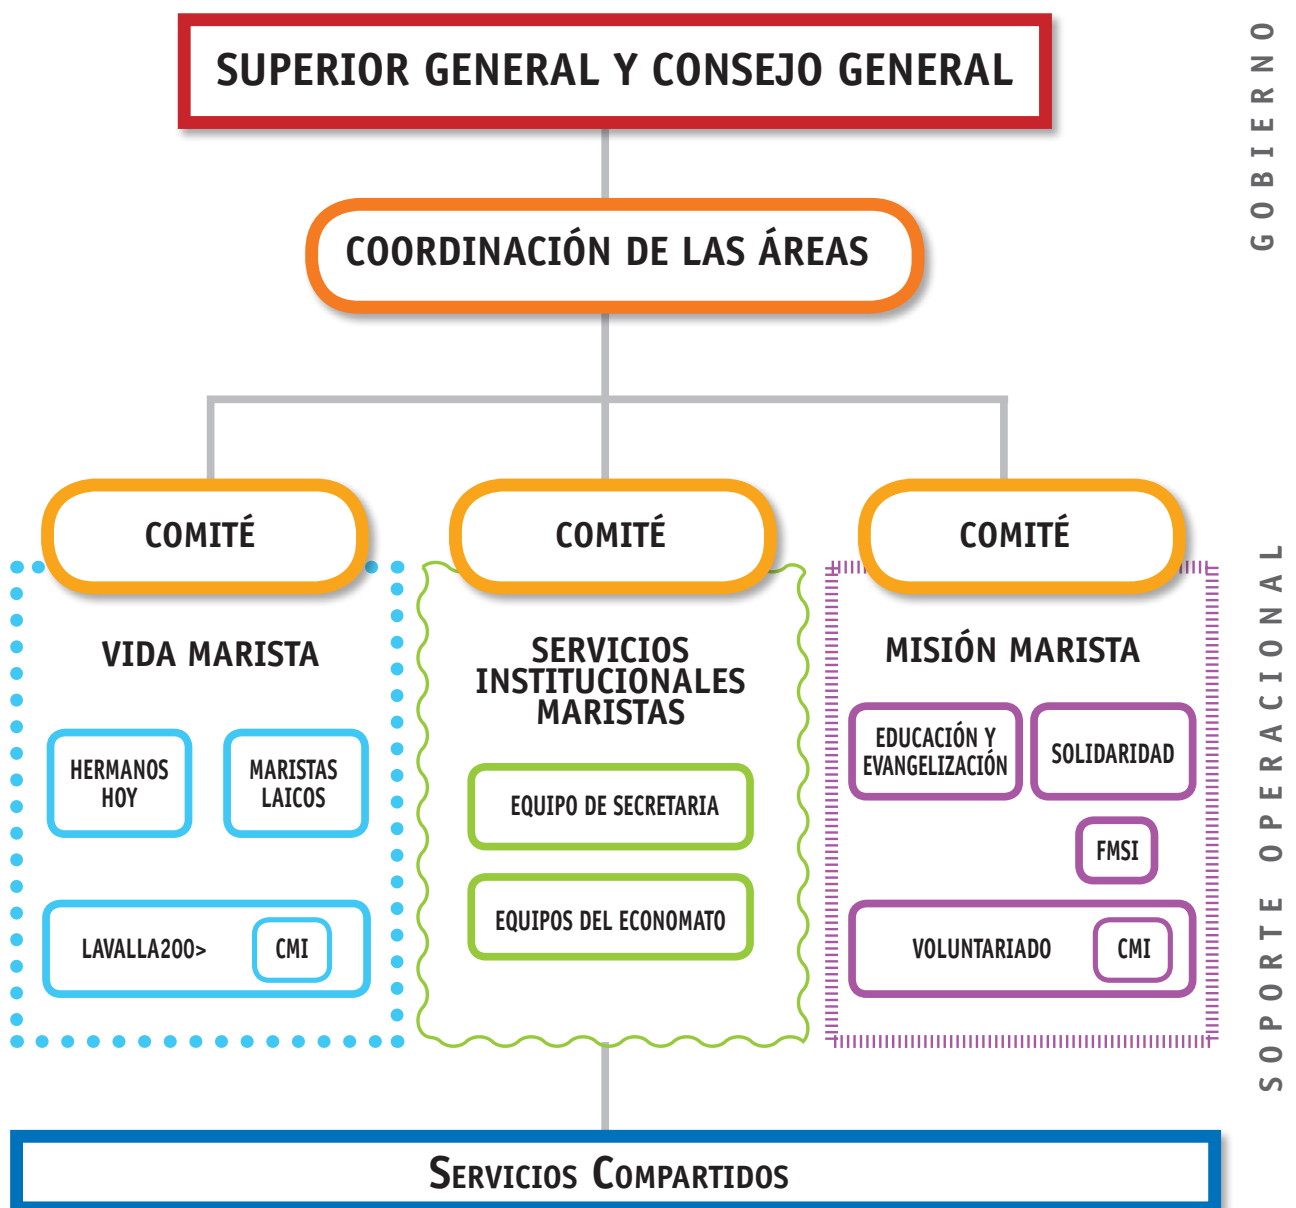 SUPERIOR GENERAL Y CONSEJO GENERAL
GOBIERNO
COORDINACIÓN DE LAS ÁREAS
COMITÉ
COMITÉ
COMITÉ
SOPORTE OPERACIONAL
VIDA MARISTA
HERMANOS
HOY
MARISTAS
LAICOS
LAVALLA200>
CMI
SERVICIOS
INSTITUCIONALES
MARISTAS
EQUIPO DE SECRETARIA
EQUIPOS DEL ECONOMATO
MISIÓN MARISTA
EDUCACIÓN Y
EVANGELIZACIÓN
SOLIDARIDAD
FMSI
VOLUNTARIADO
CMI
SERVICIOS COMPARTIDOS